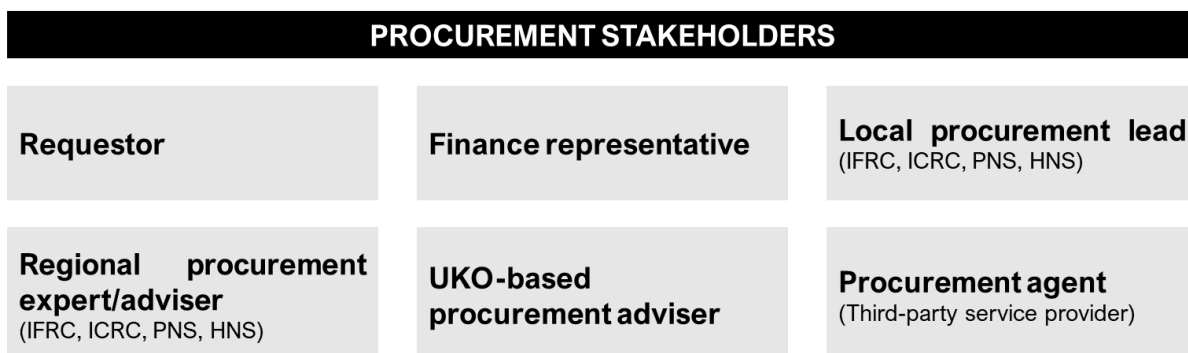 PROCUREMENT STAKEHOLDERS
Requestor
Finance representative
Local procurement lead
(IFRC, ICRC, PNS, HNS)
Regional procurement
expert/adviser
(IFRC, ICRC, PNS, HNS)
UKO-based
procurement adviser
Procurement agent
(Third-party service provider)